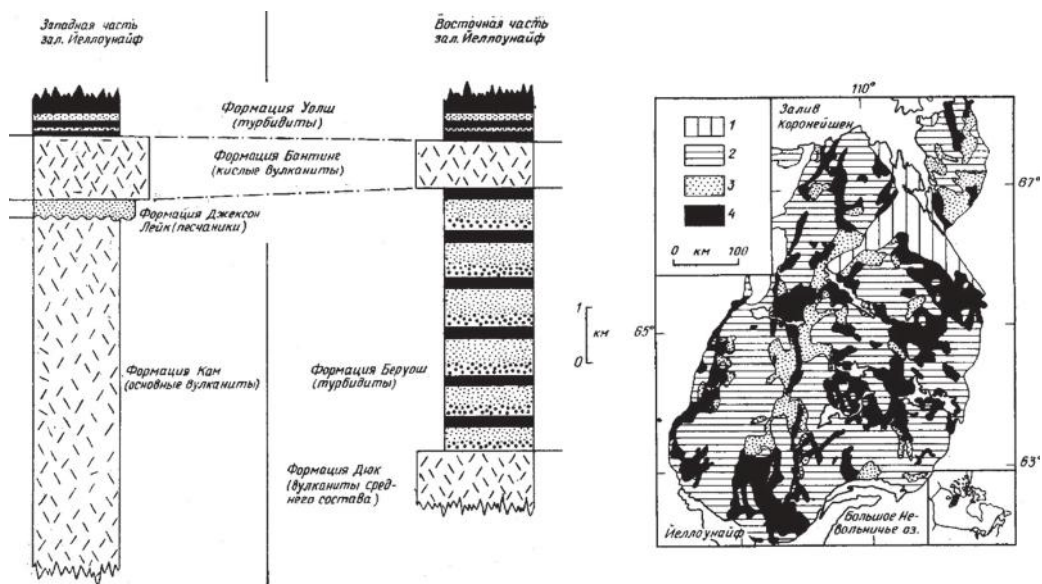 Западная часть
зал. Йеллоунайф
Восточная часть
зал. Йеллоунайф
Формация Уолш
(турбидиты)
Формация Бантинг
(кислые вулканиты)
Формация Джексон
Лейк (песчаники)
Формация Кам
(основные вулканиты)
Формация Беруош
(турбидиты)
Формация Дюк
(вулканиты сред-
него состава)
1
км
0
110°
Залив
Коронейшен
1
2
3
4
0 км 100
67°
65°
63°
Йеллоунайф
Большое Не-
вольничье оз.